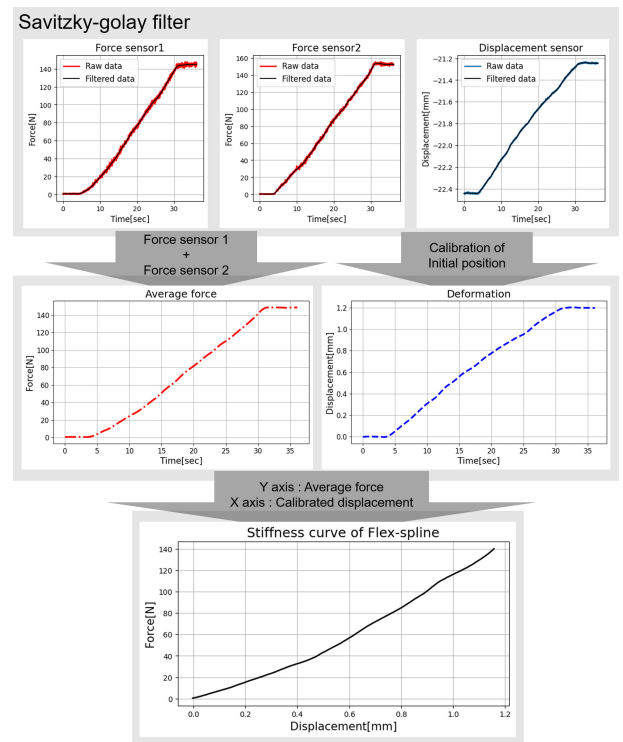 Savitzky-golay filter
Force sensor1
Raw data
Filtered data
Force[N]
140
120
100
80
60
40
20
0
0 10 20 30
Time[sec]
Force sensor2
Raw data
Filtered data
Force[N]
160
140
120
100
80
60
40
20
0
0 10 20 30
Time[sec]
Displacement sensor
Raw data
Filtered data
Displacement[mm]
−21.2
−21.4
−21.6
−21.8
−22.0
−22.2
−22.4
0 10 20 30
Time[sec]
Force sensor 1
+
Force sensor 2
Calibration of
Initial position
Average force
Force[N]
140
120
100
80
60
40
20
0
0 5 10 15 20 25 30 35
Time[sec]
Deformation
Displacement[mm]
1.2
1.0
0.8
0.6
0.4
0.2
0.0
0 5 10 15 20 25 30 35
Time[sec]
Y axis : Average force
X axis : Calibrated displacement
Stiffness curve of Flex-spline
Force[N]
140
120
100
80
60
40
20
0
0.0 0.2 0.4 0.6 0.8 1.0 1.2
Displacement[mm]